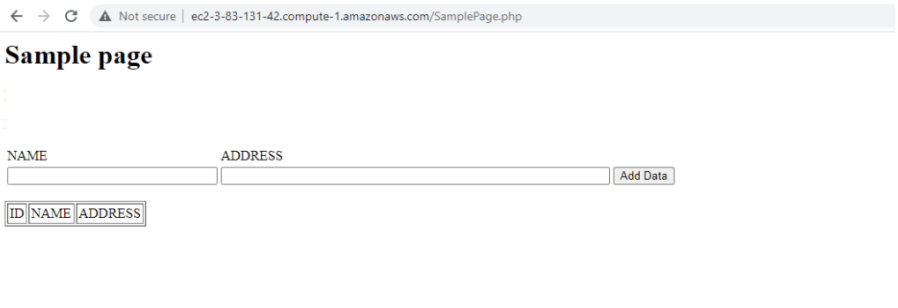 Not secure | ec2-3-83-131-42.compute-1.amazonaws.com/SamplePage.php
Sample page
NAME ADDRESS
Add Data
ID NAME ADDRESS